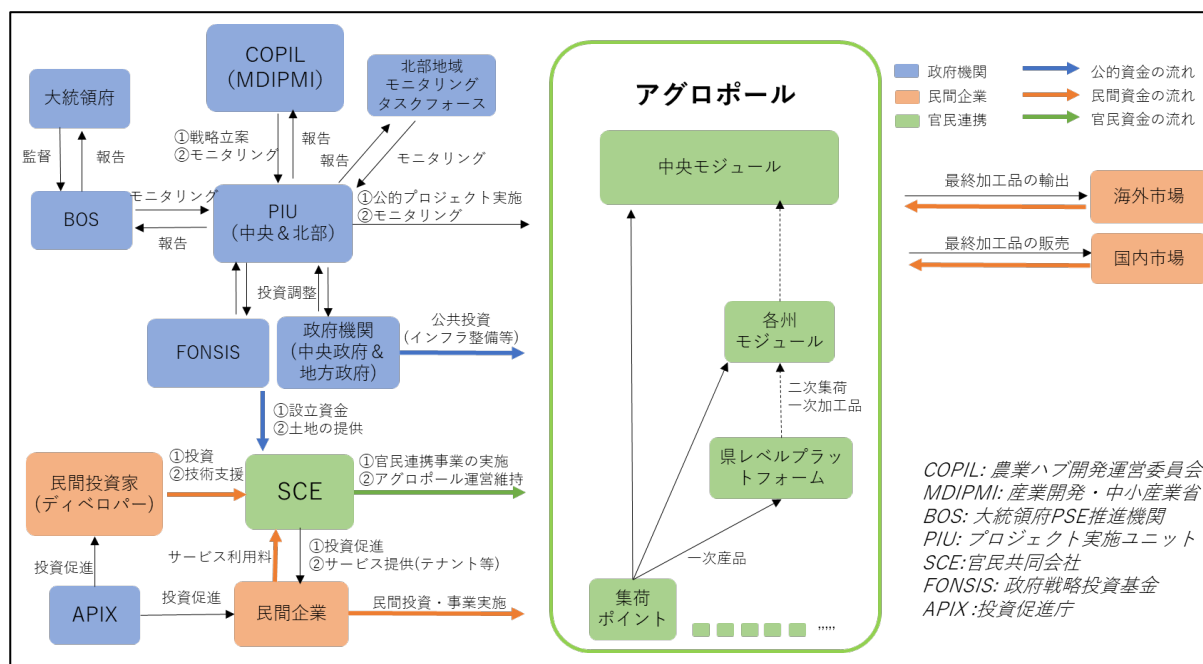 COPIL
(MDIPMI)
北部地域
モニタリング
タスクフォース
大統領府
監督
報告
①戦略立案
②モニタリング
報告
報告
モニタリング
BOS
モニタリング
報告
PIU
(中央&北部)
①公的プロジェクト実施
②モニタリング
投資調整
FONSIS
政府機関
(中央政府&
地方政府)
公共投資
(インフラ整備等)
①設立資金
②土地の提供
民間投資家
(ディベロパー)
①投資
②技術支援
SCE
①官民連携事業の実施
②アグロポール運営維持
サービス利用料
①投資促進
②サービス提供(テナント等)
投資促進
APIX
投資促進
民間企業
民間投資・事業実施
アグロポール
中央モジュール
各州
モジュール
二次集荷
一次加工品
県レベルプラッ
トフォーム
一次産品
集荷
ポイント
,,,,,
政府機関
公的資金の流れ
民間企業
民間資金の流れ
官民連携
官民資金の流れ
最終加工品の輸出
海外市場
最終加工品の販売
国内市場
COPIL: 農業ハブ開発運営委員会
MDIPMI: 産業開発・中小産業省
BOS: 大統領府PSE推進機関
PIU: プロジェクト実施ユニット
SCE:官民共同会社
FONSIS: 政府戦略投資基金
APIX :投資促進庁